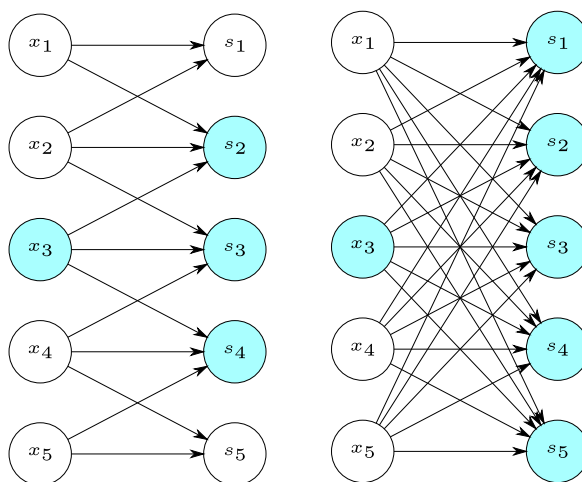 x₁ s₁ x₁ s₁
x₂ s₂ x₂ s₂
x₃ s₃ x₃ s₃
x₄ s₄ x₄ s₄
x₅ s₅ x₅ s₅